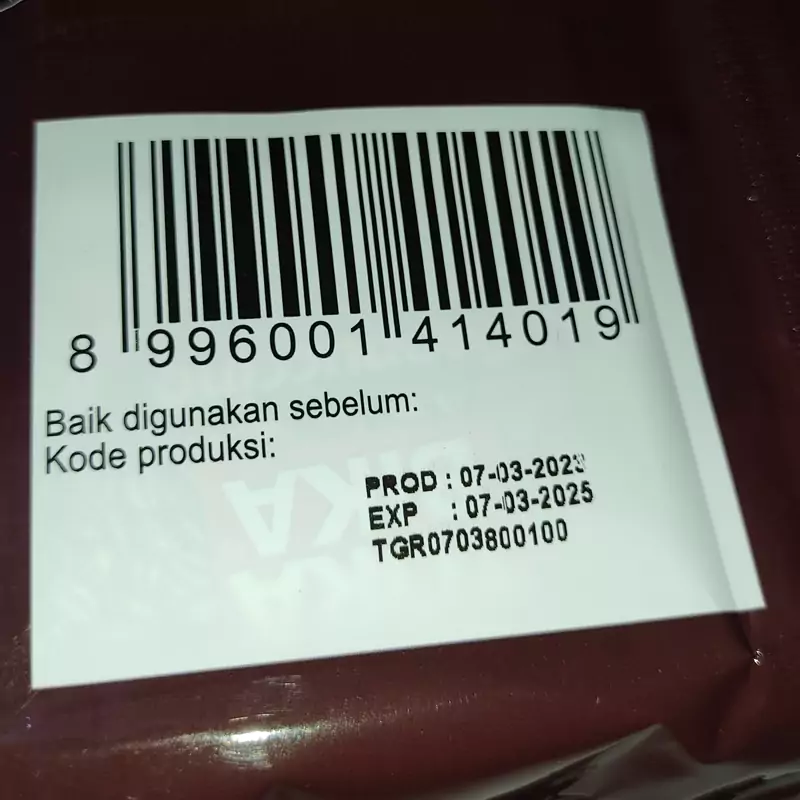 8 996001 414019
Baik digunakan sebelum:
Kode produksi:
PROD : 07-03-2023
EXP : 07-03-2025
TGR0703800100